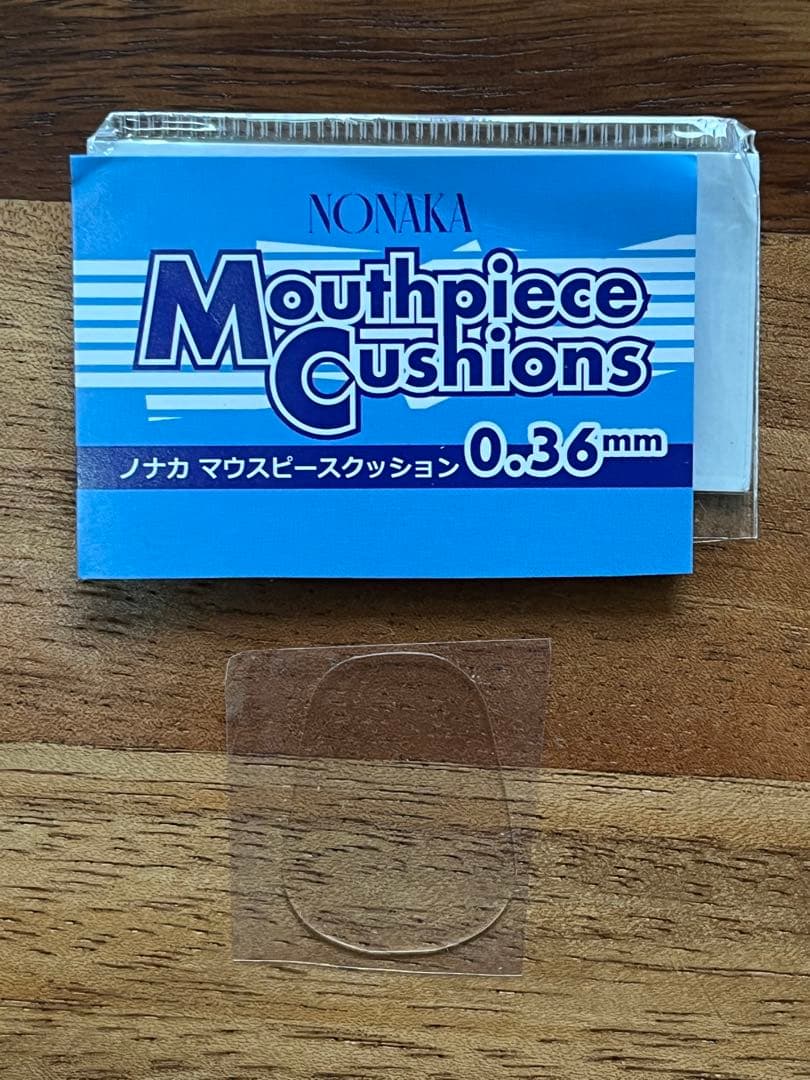 NONAKA
Mouthpiece
Cushions
ノナカ マウスピースクッション 0.36mm